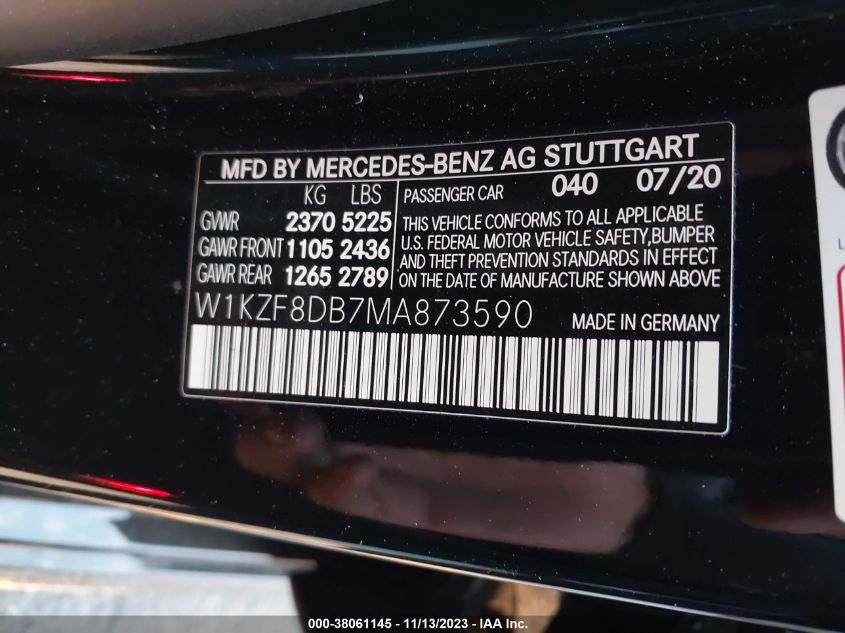 MFD BY MERCEDES-BENZ AG STUTTGART
KG LBS
GVWR 2370 5225
GAWR FRONT 1105 2436
GAWR REAR 1265 2789
PASSENGER CAR 040 07/20
THIS VEHICLE CONFORMS TO ALL APPLICABLE
U.S. FEDERAL MOTOR VEHICLE SAFETY,BUMPER
AND THEFT PREVENTION STANDARDS IN EFFECT
ON THE DATE OF MANUFACTURE SHOWN ABOVE
W1KZF8DB7MA873590 MADE IN GERMANY
000-38061145 - 11/13/2023 - IAA Inc.